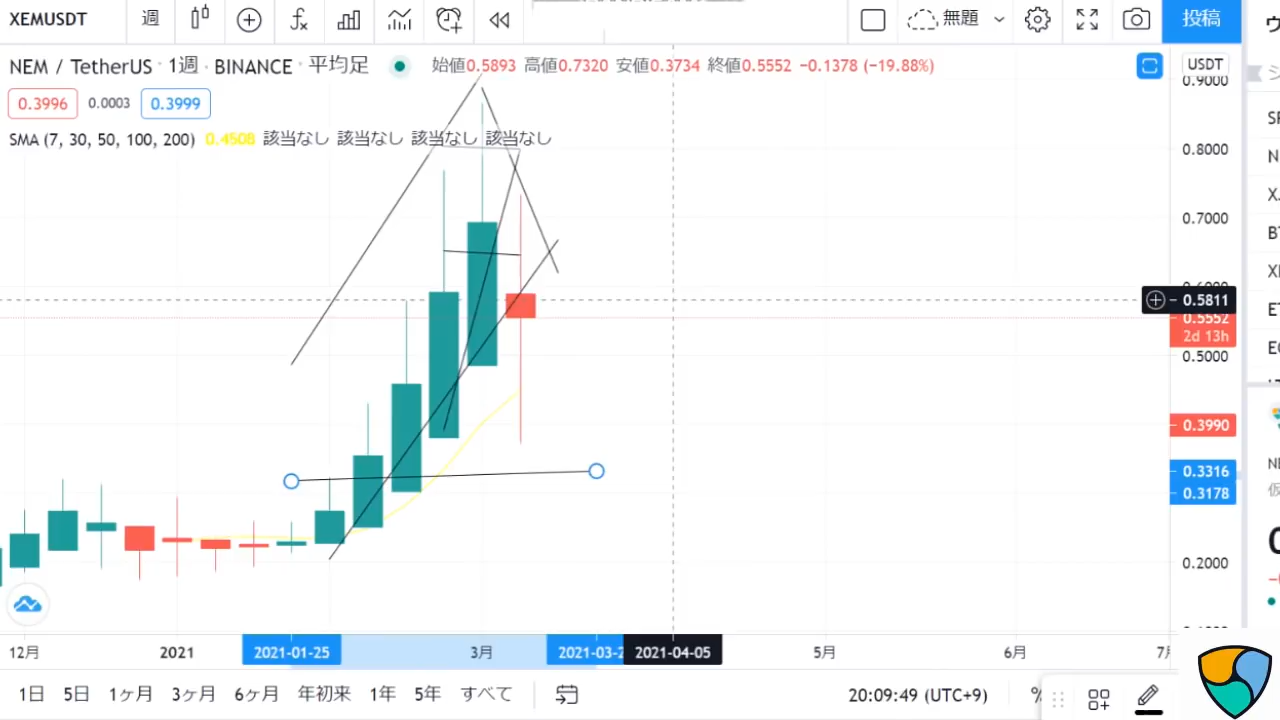 XEMUSDT 週 無題 投稿
NEM / TetherUS · 1週 · BINANCE · 平均足 始値0.5893 高値0.7320 安値0.3734 終値0.5552 −0.1378 (−19.88%)
USDT
0.9000
0.3996 0.0003 0.3999
SMA (7, 30, 50, 100, 200) 0.4508 該当なし 該当なし 該当なし 該当なし
0.8000
0.7000
0.5811
0.5552
2d 13h
0.5000
0.3990
0.3316
0.3178
0.2000
12月 2021 2021-01-25 3月 2021-03-2 2021-04-05 5月 6月
1日 5日 1ヶ月 3ヶ月 6ヶ月 年初来 1年 5年 すべて 20:09:49 (UTC+9) %